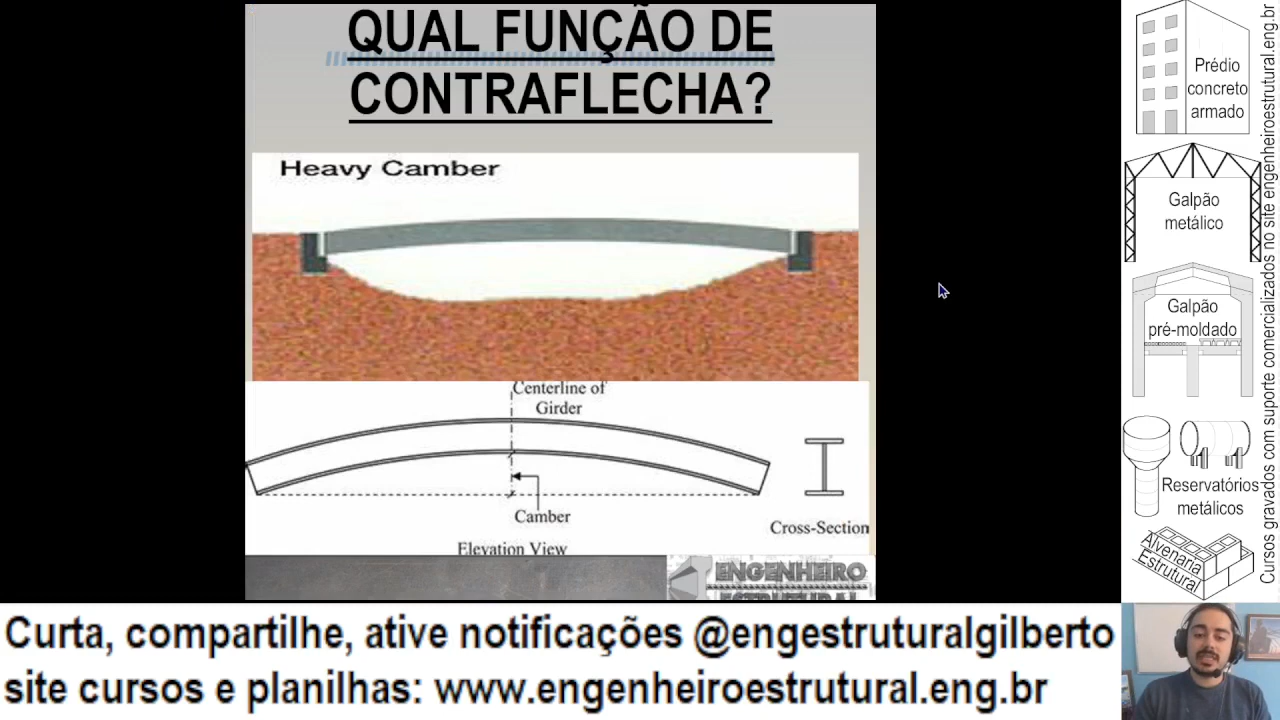 QUAL FUNÇÃO DE
CONTRAFLECHA?
Heavy Camber
Centerline of
Girder
Camber
Elevation View
Cross-Section
ENGENHEIRO
ESTRUTURAL
Prédio
concreto
armado
Galpão
metálico
Galpão
pré-moldado
Reservatórios
metálicos
Alvenaria
Estrutural
Cursos gravados com suporte comercializados no site engenheiroestrutural.eng.br
Curta, compartilhe, ative notificações @engestruturalgilberto
site cursos e planilhas: www.engenheiroestrutural.eng.br